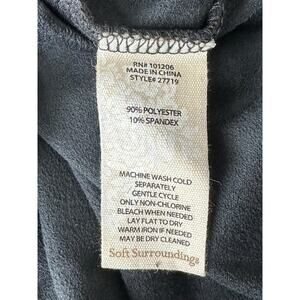 RN# 101206
MADE IN CHINA
STYLE# 27719
90% POLYESTER
10% SPANDEX
MACHINE WASH COLD
SEPARATELY
GENTLE CYCLE
ONLY NON-CHLORINE
BLEACH WHEN NEEDED
LAY FLAT TO DRY
WARM IRON IF NEEDED
MAY BE DRY CLEANED
Soft Surroundings